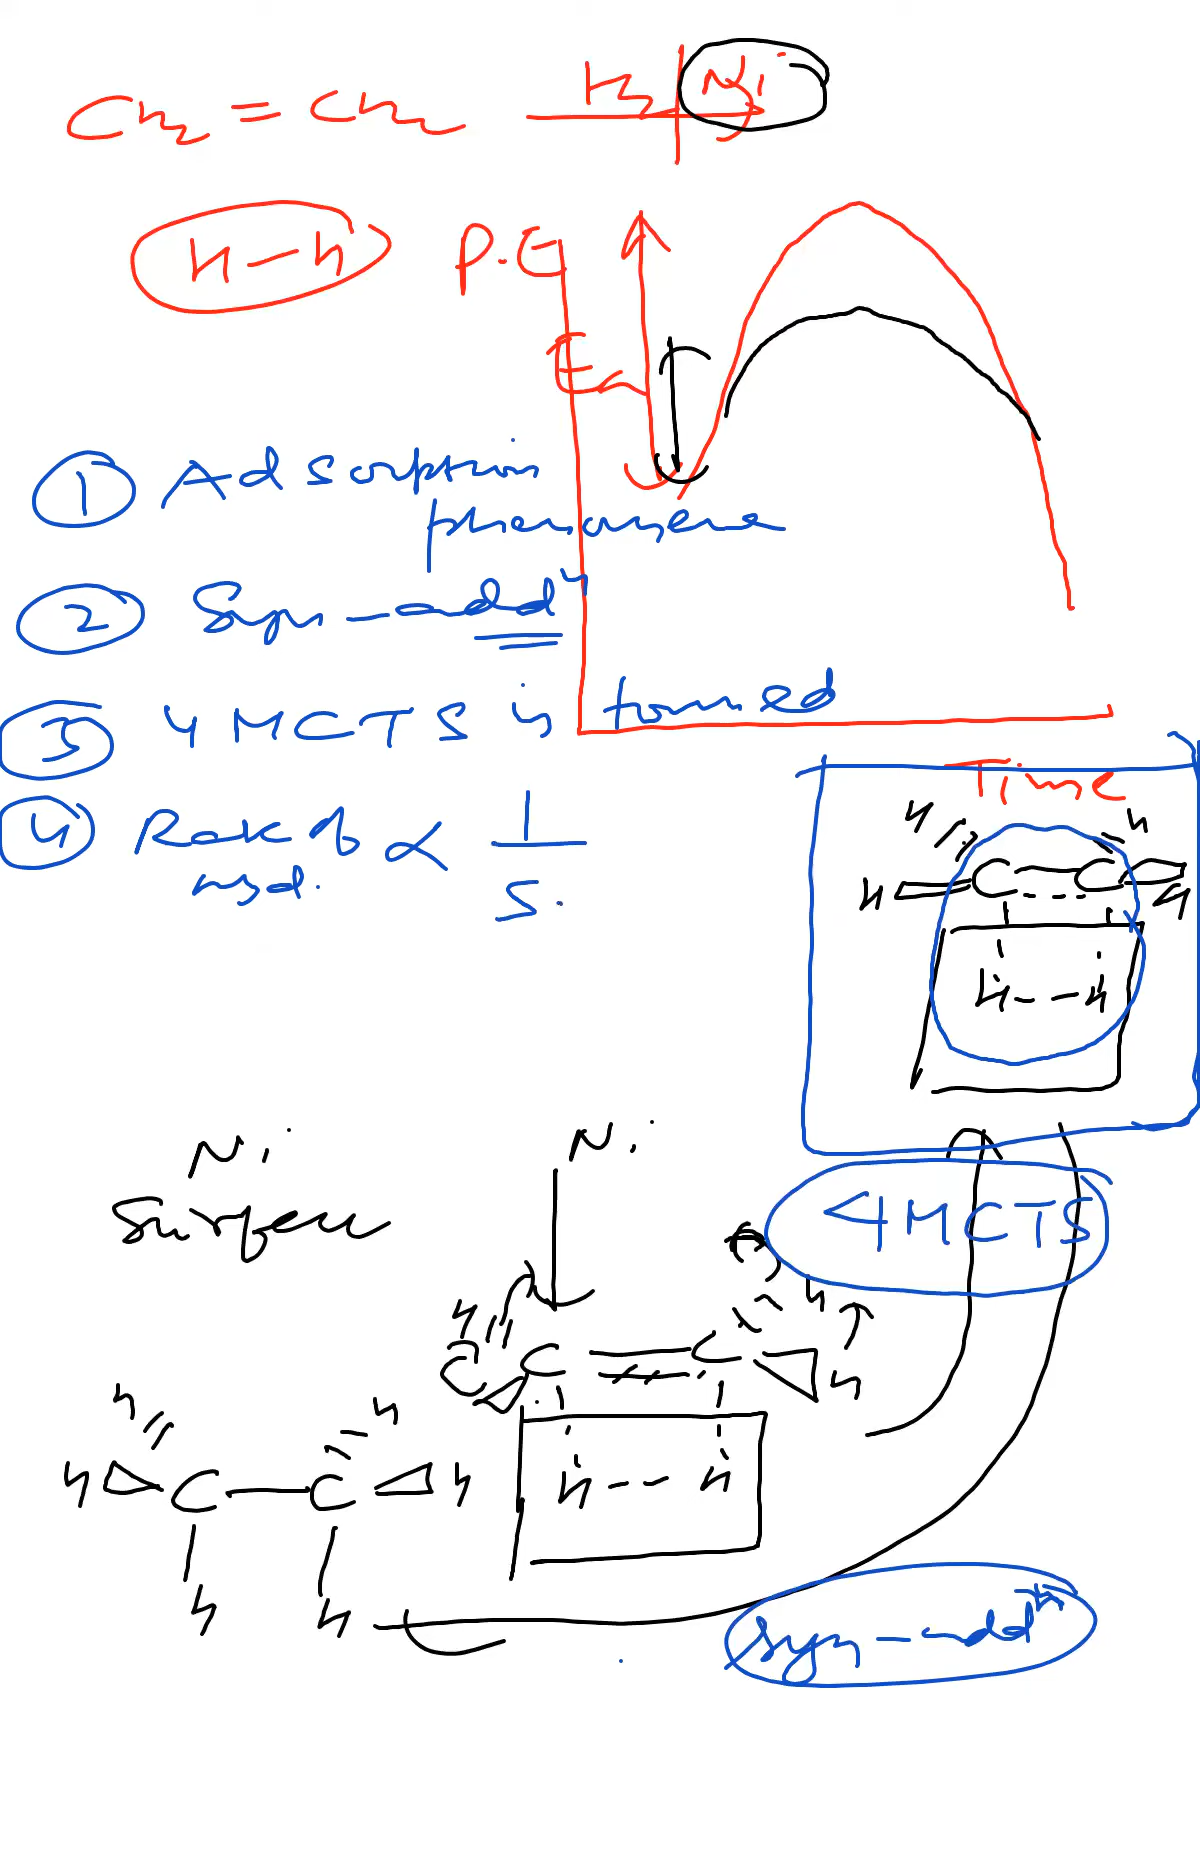 CH2 = CH2 H2 | Ni
H - H P.E
Ea
① Adsorption
phenomena
② Syn-addn
③ 4MCTS is formed
Time
④ Rate of ∝ 1/S.
rxn.
H H
H C C H
H - - H
Ni Ni
Surface
4MCTS
H H
C C C H
H H
H C - C H
H - - H
H H
syn-addn